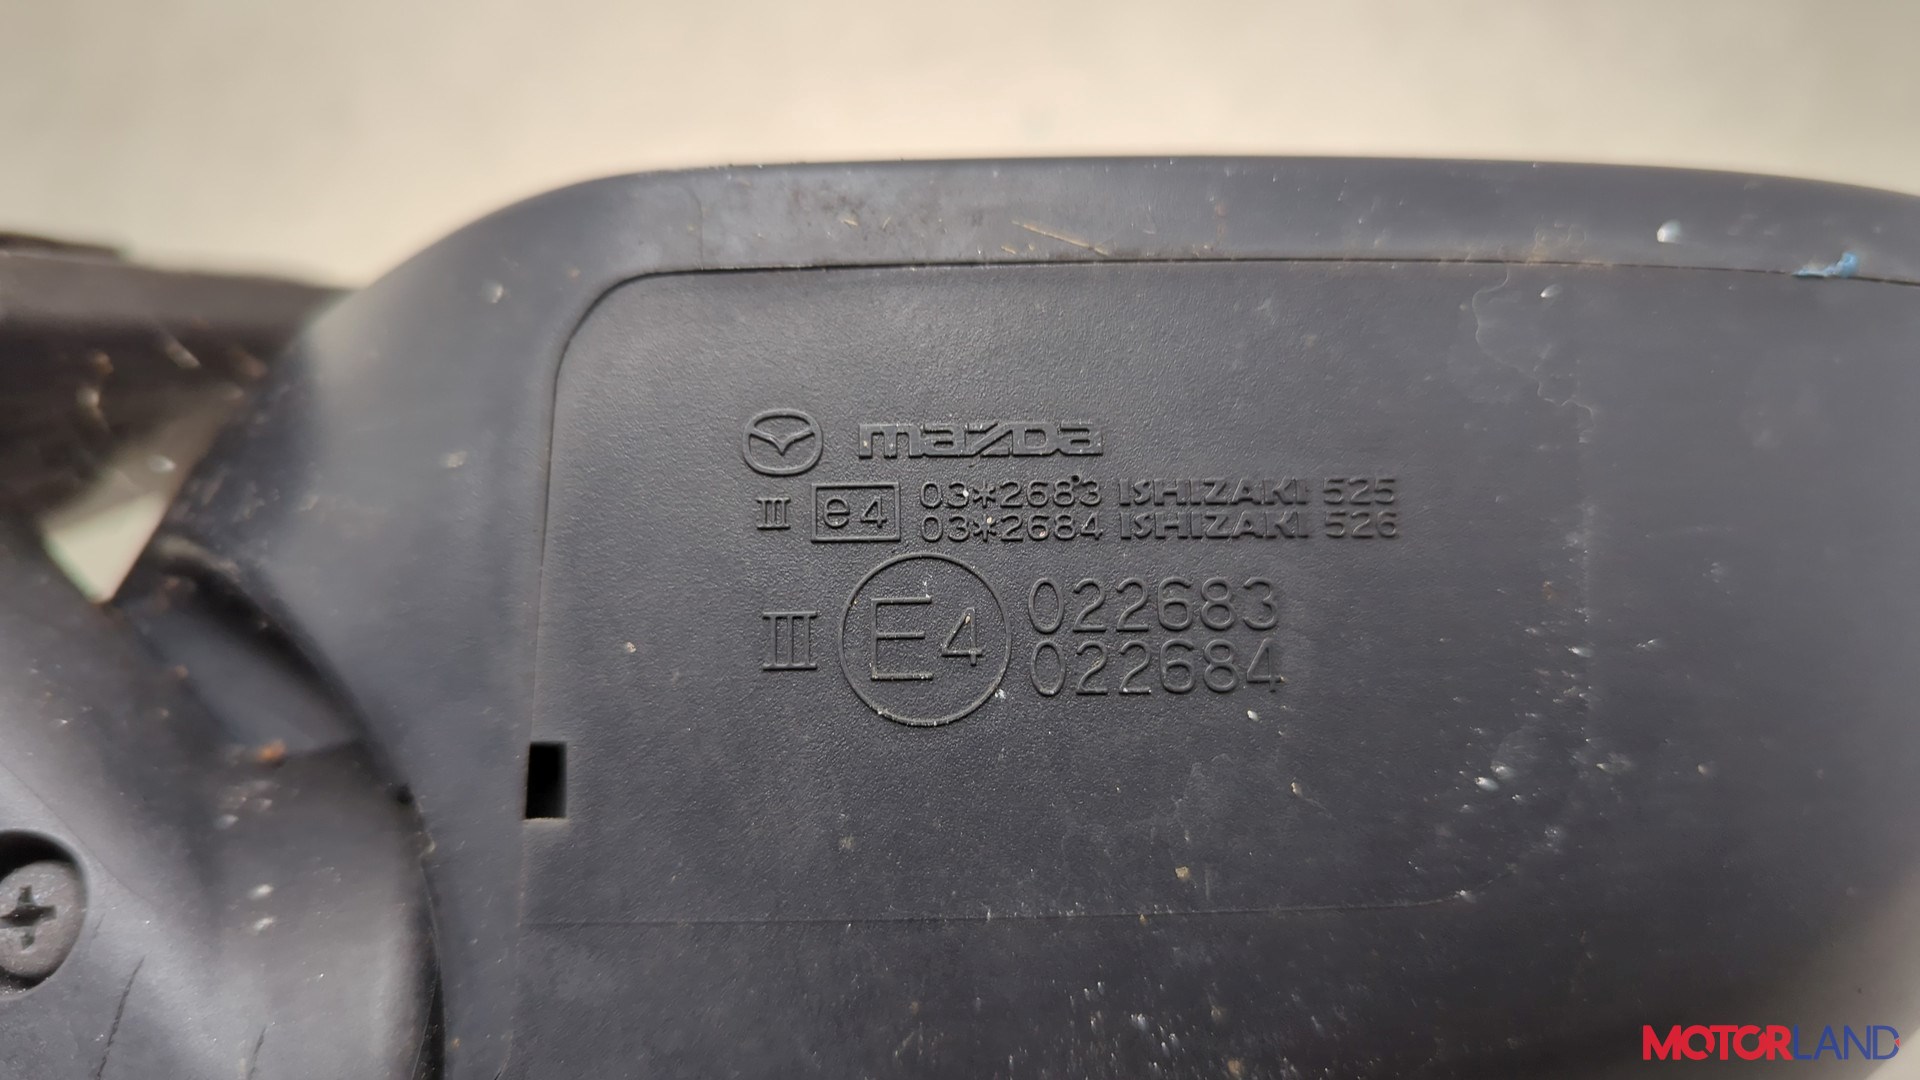 mazda
III e4 03*2683 ISHIZAKI 525
03*2684 ISHIZAKI 526
III E4 022683
022684
MOTORLAND